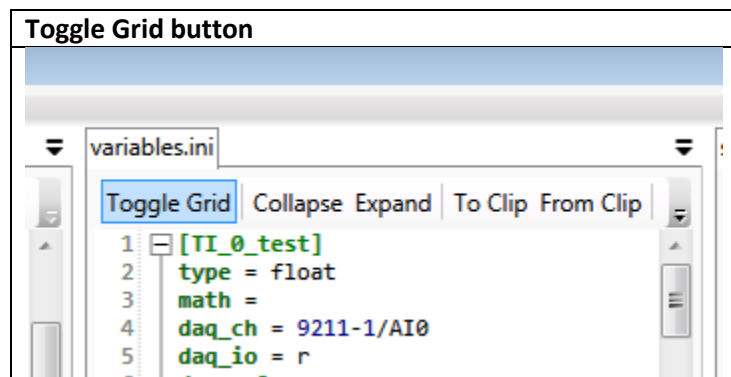 Toggle Grid button
variables.ini
Toggle Grid Collapse Expand To Clip From Clip
1 [TI_0_test]
2 type = float
3 math =
4 daq_ch = 9211-1/AI0
5 daq_io = r